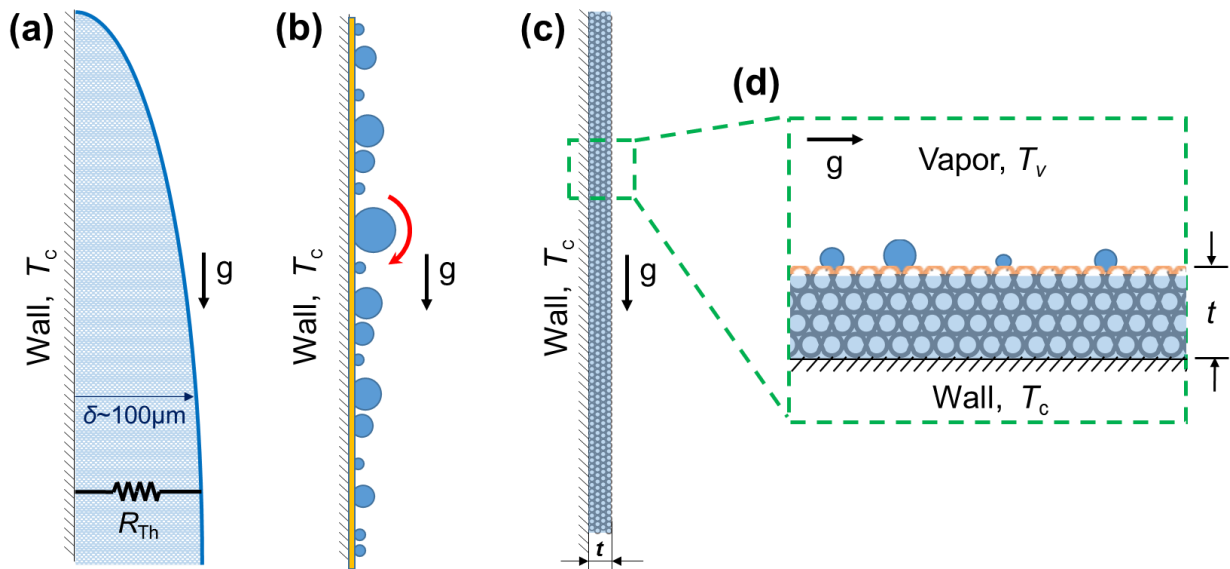 (a)
Wall, Tc
g
δ~100μm
RTh
(b)
Wall, Tc
g
(c)
Wall, Tc
g
t
(d)
g
Vapor, Tv
t
Wall, Tc